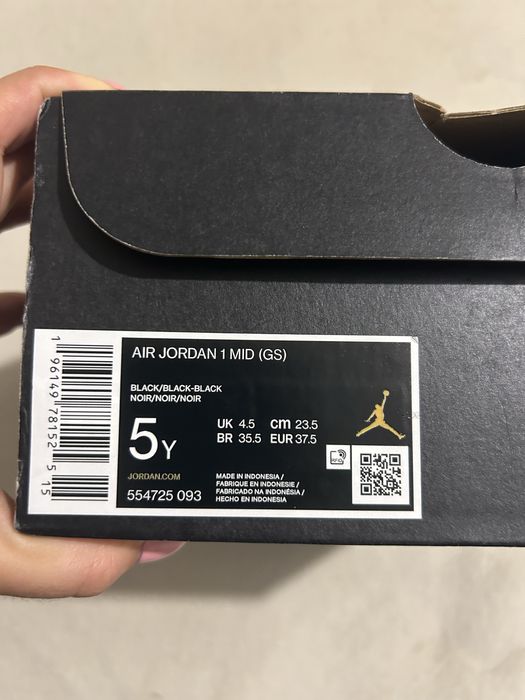 AIR JORDAN 1 MID (GS)
BLACK/BLACK-BLACK
NOIR/NOIR/NOIR
5Y
UK 4.5 cm 23.5
BR 35.5 EUR 37.5
JORDAN.COM
554725 093
MADE IN INDONESIA /
FABRIQUE EN INDONESIE /
FABRICADO NA INDONÉSIA /
HECHO EN INDONESIA
RFID
1 96149 78152 5 15